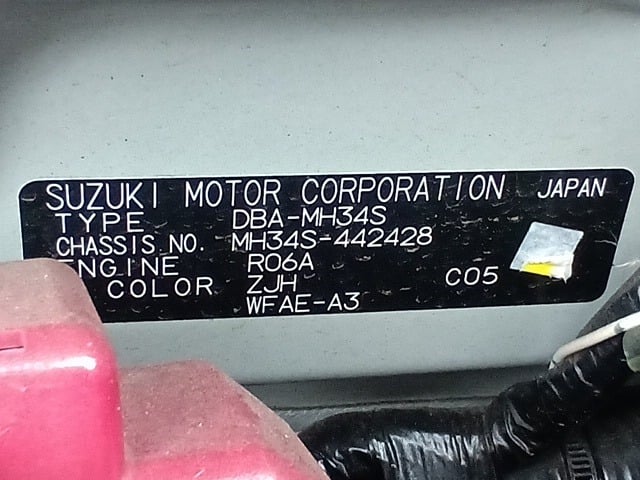 SUZUKI MOTOR CORPORATION JAPAN
TYPE DBA-MH34S
CHASSIS NO. MH34S-442428
ENGINE R06A
COLOR ZJH C05
WFAE-A3